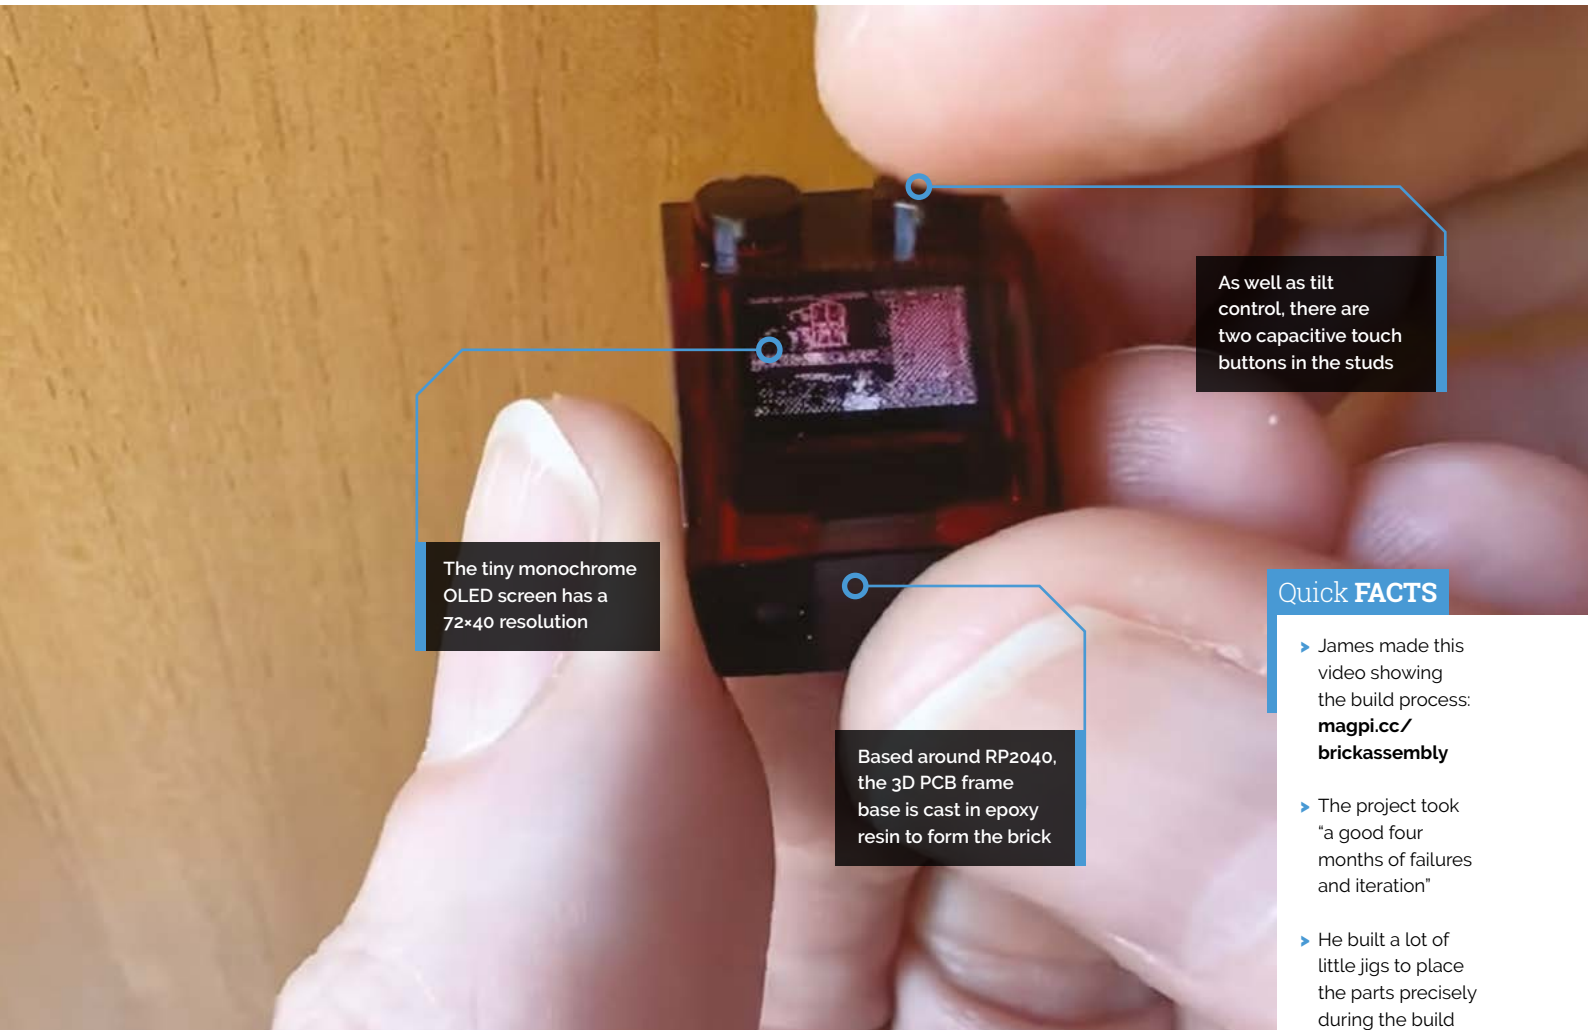 As well as tilt
control, there are
two capacitive touch
buttons in the studs
The tiny monochrome
OLED screen has a
72×40 resolution
Based around RP2040,
the 3D PCB frame
base is cast in epoxy
resin to form the brick
Quick FACTS
> James made this
video showing
the build process:
magpi.cc/
brickassembly
> The project took
“a good four
months of failures
and iteration”
> He built a lot of
little jigs to place
the parts precisely
during the build